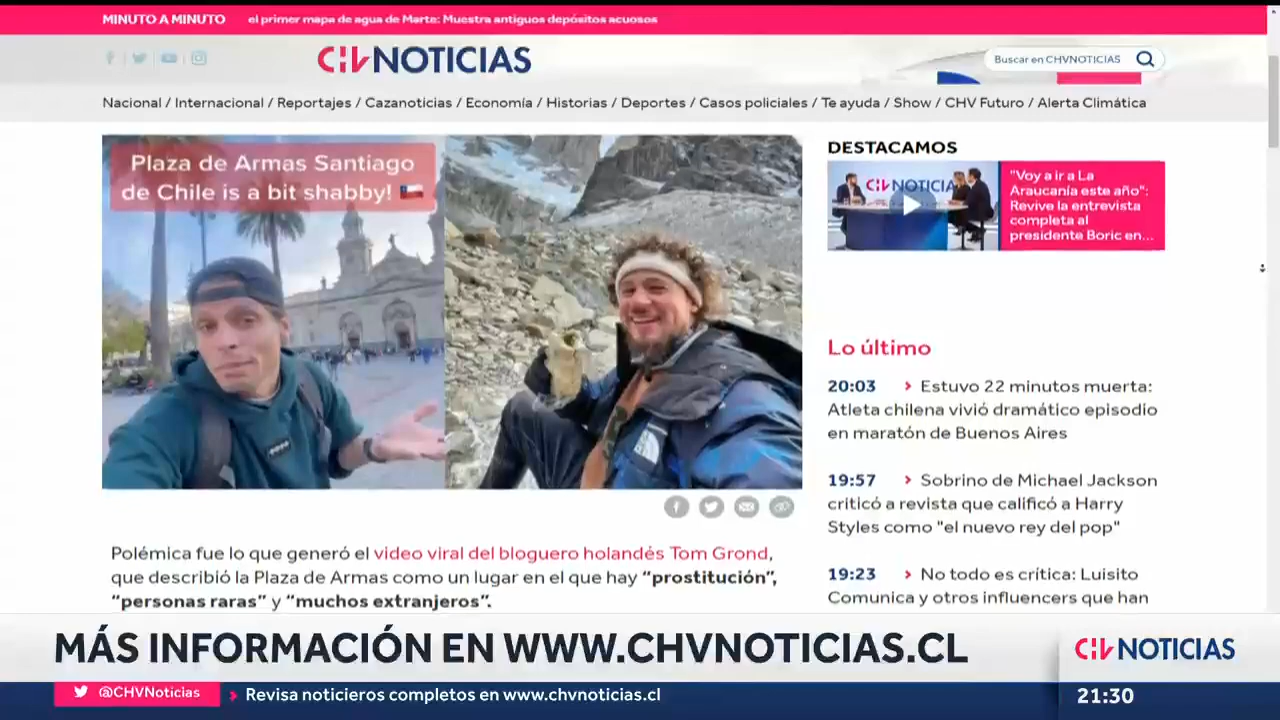 MINUTO A MINUTO el primer mapa de agua de Marte: Muestra antiguos depósitos acuosos
CHV NOTICIAS
Buscar en CHVNOTICIAS
Nacional / Internacional / Reportajes / Cazanoticias / Economía / Historias / Deportes / Casos policiales / Te ayuda / Show / CHV Futuro / Alerta Climática
Plaza de Armas Santiago
de Chile is a bit shabby!
DESTACAMOS
CHV NOTICIA
"Voy a ir a La
Araucanía este año":
Revive la entrevista
completa al
presidente Boric en...
Lo último
20:03 > Estuvo 22 minutos muerta:
Atleta chilena vivió dramático episodio
en maratón de Buenos Aires
19:57 > Sobrino de Michael Jackson
criticó a revista que calificó a Harry
Styles como "el nuevo rey del pop"
19:23 > No todo es crítica: Luisito
Comunica y otros influencers que han
Polémica fue lo que generó el video viral del bloguero holandés Tom Grond,
que describió la Plaza de Armas como un lugar en el que hay “prostitución”,
“personas raras” y “muchos extranjeros”.
MÁS INFORMACIÓN EN WWW.CHVNOTICIAS.CL
CHV NOTICIAS
@CHVNoticias > Revisa noticieros completos en www.chvnoticias.cl
21:30